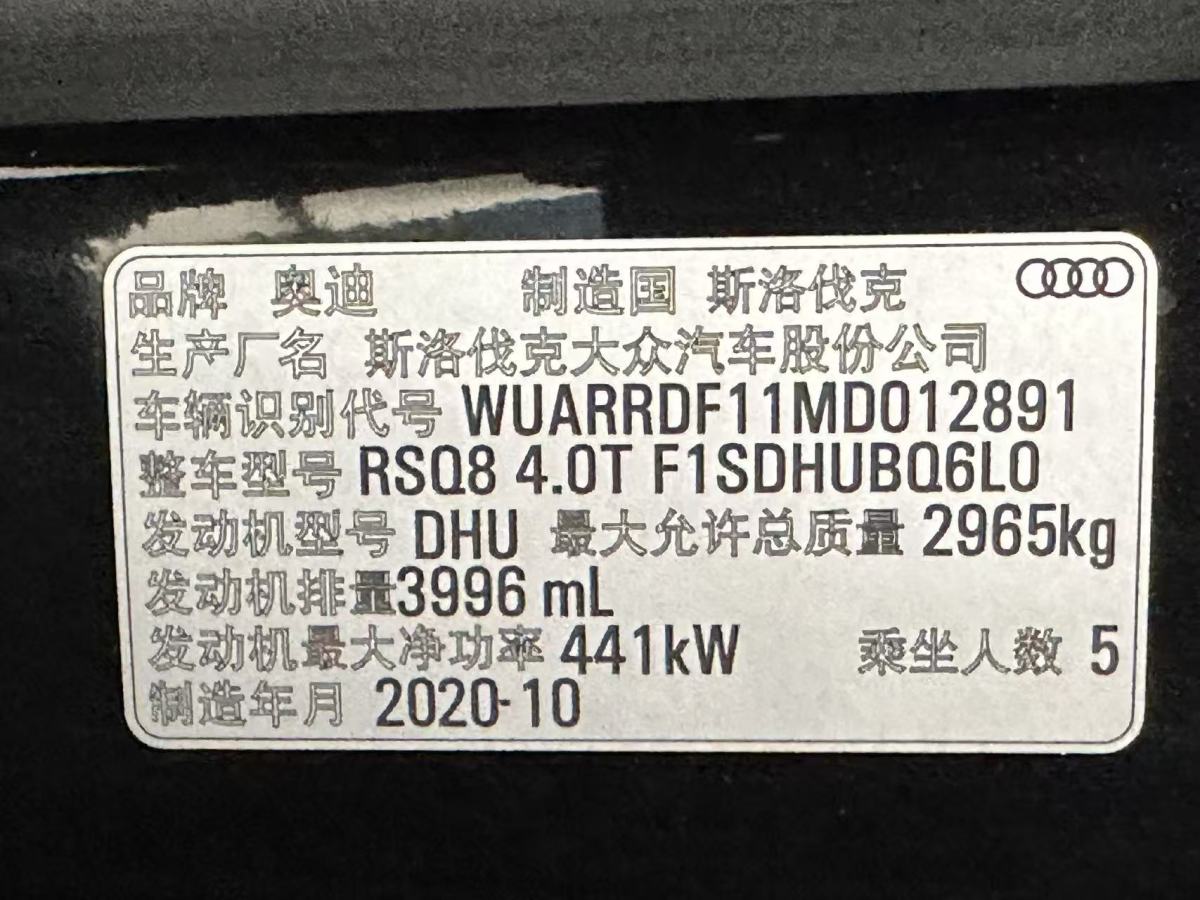 品牌 奥迪 制造国 斯洛伐克
生产厂名 斯洛伐克大众汽车股份公司
车辆识别代号 WUARRDF11MD012891
整车型号 RSQ8 4.0T F1SDHUBQ6L0
发动机型号 DHU 最大允许总质量 2965kg
发动机排量3996 mL
发动机最大净功率 441kW 乘坐人数 5
制造年月 2020-10